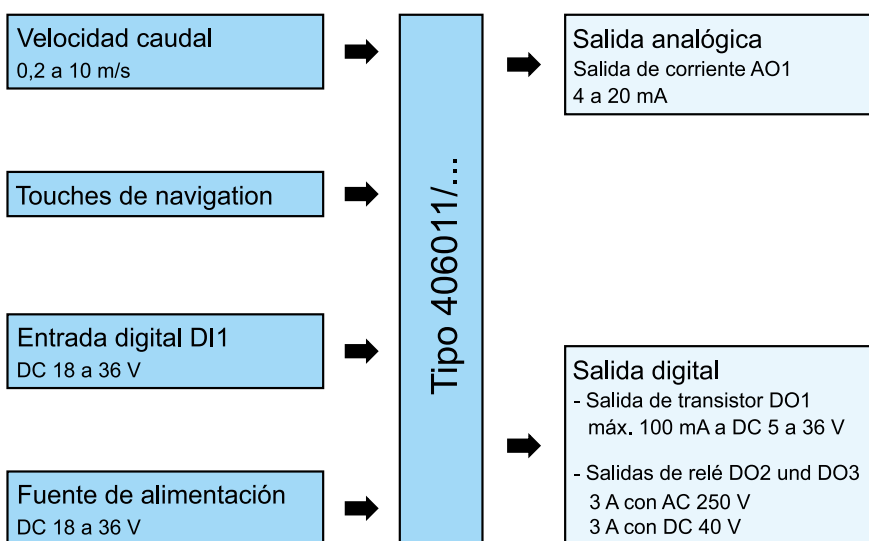 Velocidad caudal
0,2 a 10 m/s
Touches de navigation
Entrada digital DI1
DC 18 a 36 V
Fuente de alimentación
DC 18 a 36 V
Tipo 406011/...
Salida analógica
Salida de corriente AO1
4 a 20 mA
Salida digital
- Salida de transistor DO1
máx. 100 mA a DC 5 a 36 V
- Salidas de relé DO2 und DO3
3 A con AC 250 V
3 A con DC 40 V